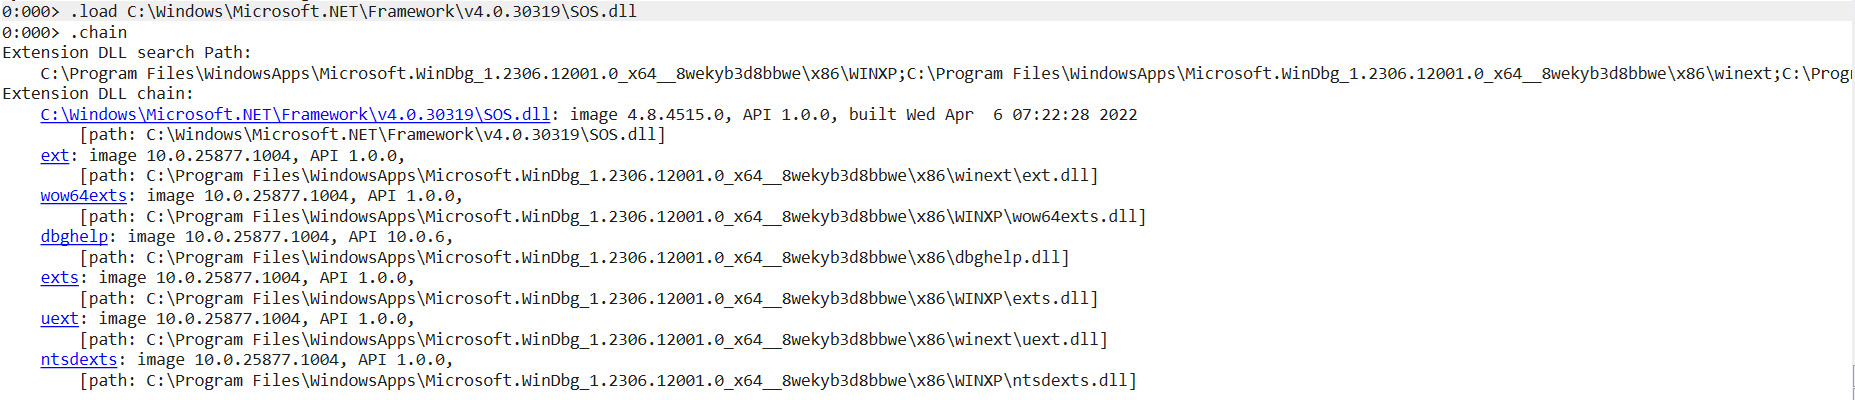 0:000> .load C:\Windows\Microsoft.NET\Framework\v4.0.30319\SOS.dll
0:000> .chain
Extension DLL search Path:
    C:\Program Files\WindowsApps\Microsoft.WinDbg_1.2306.12001.0_x64__8wekyb3d8bbwe\x86\WINXP;C:\Program Files\WindowsApps\Microsoft.WinDbg_1.2306.12001.0_x64__8wekyb3d8bbwe\x86\winext;C:\Prog
Extension DLL chain:
    C:\Windows\Microsoft.NET\Framework\v4.0.30319\SOS.dll: image 4.8.4515.0, API 1.0.0, built Wed Apr  6 07:22:28 2022
        [path: C:\Windows\Microsoft.NET\Framework\v4.0.30319\SOS.dll]
    ext: image 10.0.25877.1004, API 1.0.0,
        [path: C:\Program Files\WindowsApps\Microsoft.WinDbg_1.2306.12001.0_x64__8wekyb3d8bbwe\x86\winext\ext.dll]
    wow64exts: image 10.0.25877.1004, API 1.0.0,
        [path: C:\Program Files\WindowsApps\Microsoft.WinDbg_1.2306.12001.0_x64__8wekyb3d8bbwe\x86\WINXP\wow64exts.dll]
    dbghelp: image 10.0.25877.1004, API 10.0.6,
        [path: C:\Program Files\WindowsApps\Microsoft.WinDbg_1.2306.12001.0_x64__8wekyb3d8bbwe\x86\dbghelp.dll]
    exts: image 10.0.25877.1004, API 1.0.0,
        [path: C:\Program Files\WindowsApps\Microsoft.WinDbg_1.2306.12001.0_x64__8wekyb3d8bbwe\x86\WINXP\exts.dll]
    uext: image 10.0.25877.1004, API 1.0.0,
        [path: C:\Program Files\WindowsApps\Microsoft.WinDbg_1.2306.12001.0_x64__8wekyb3d8bbwe\x86\winext\uext.dll]
    ntsdexts: image 10.0.25877.1004, API 1.0.0,
        [path: C:\Program Files\WindowsApps\Microsoft.WinDbg_1.2306.12001.0_x64__8wekyb3d8bbwe\x86\WINXP\ntsdexts.dll]